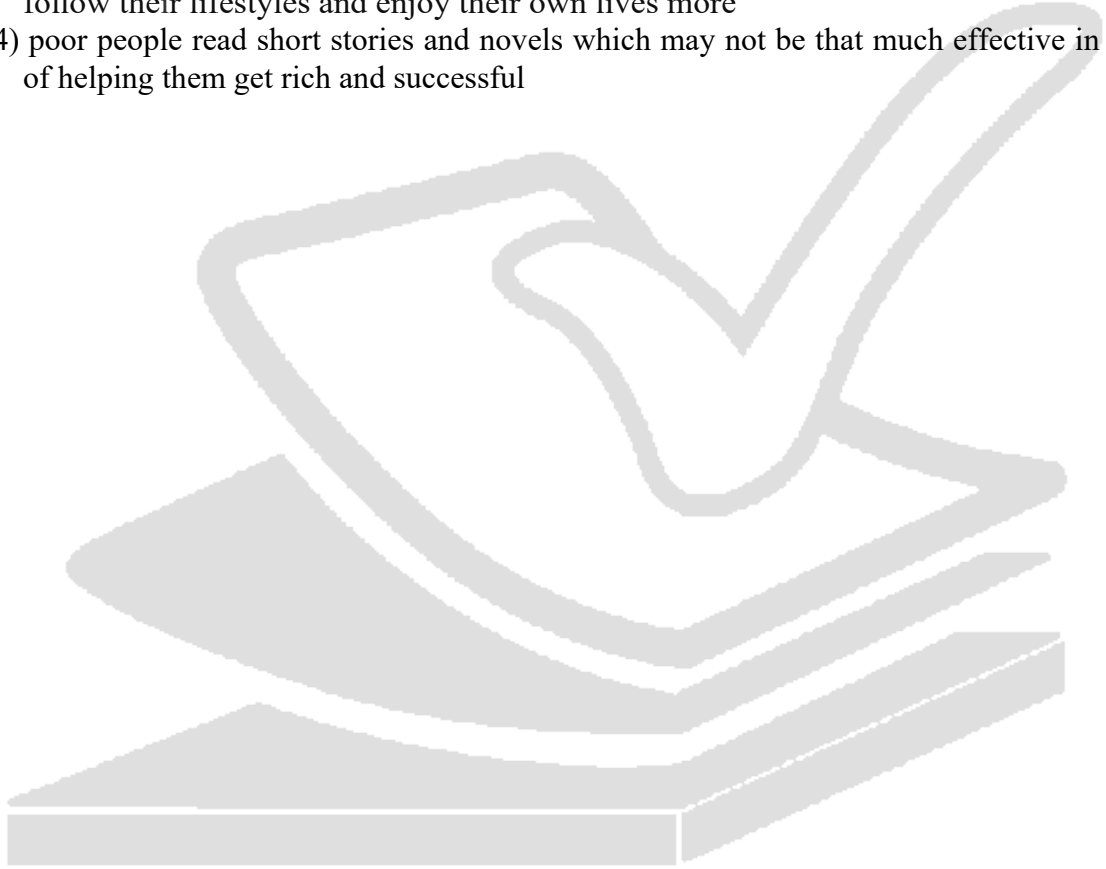 follow their lifestyles and enjoy their own lives more
4) poor people read short stories and novels which may not be that much effective in
of helping them get rich and successful